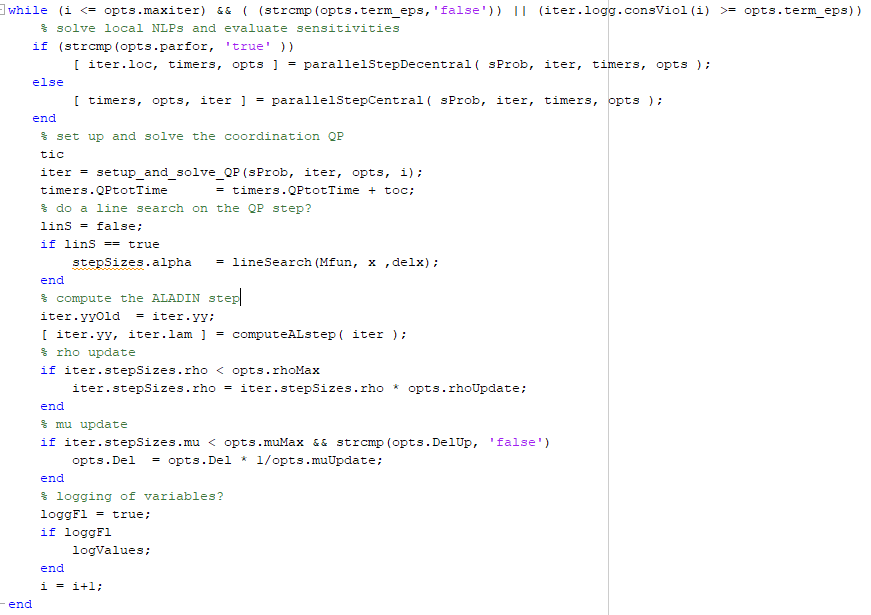 while (i <= opts.maxiter) && ( (strcmp(opts.term_eps,'false')) || (iter.logg.consViol(i) >= opts.term_eps))
% solve local NLPs and evaluate sensitivities
if (strcmp(opts.parfor, 'true' ))
[ iter.loc, timers, opts ] = parallelStepDecentral( sProb, iter, timers, opts );
else
[ timers, opts, iter ] = parallelStepCentral( sProb, iter, timers, opts );
end
% set up and solve the coordination QP
tic
iter = setup_and_solve_QP(sProb, iter, opts, i);
timers.QPtotTime      = timers.QPtotTime + toc;
% do a line search on the QP step?
linS = false;
if linS == true
stepSizes.alpha   = lineSearch(Mfun, x ,delx);
end
% compute the ALADIN step
iter.yyOld  = iter.yy;
[ iter.yy, iter.lam ] = computeALstep( iter );
% rho update
if iter.stepSizes.rho < opts.rhoMax
iter.stepSizes.rho = iter.stepSizes.rho * opts.rhoUpdate;
end
% mu update
if iter.stepSizes.mu < opts.muMax && strcmp(opts.DelUp, 'false')
opts.Del  = opts.Del * 1/opts.muUpdate;
end
% logging of variables?
loggFl = true;
if loggFl
logValues;
end
i = i+1;
end